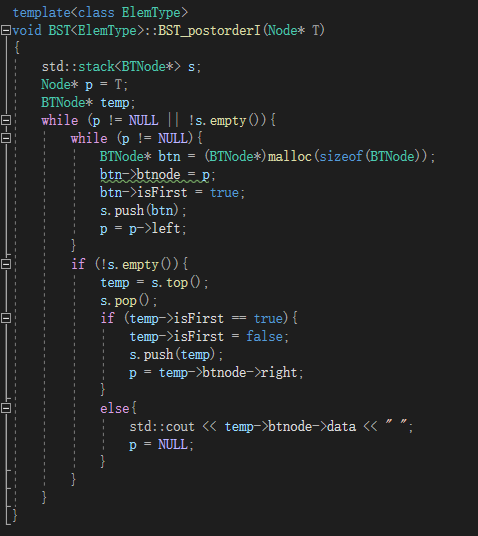 template<class ElemType>
void BST<ElemType>::BST_postorderI(Node* T)
{
    std::stack<BTNode*> s;
    Node* p = T;
    BTNode* temp;
    while (p != NULL || !s.empty()){
        while (p != NULL){
            BTNode* btn = (BTNode*)malloc(sizeof(BTNode));
            btn->btnode = p;
            btn->isFirst = true;
            s.push(btn);
            p = p->left;
        }
        if (!s.empty()){
            temp = s.top();
            s.pop();
            if (temp->isFirst == true){
                temp->isFirst = false;
                s.push(temp);
                p = temp->btnode->right;
            }
            else{
                std::cout << temp->btnode->data << " ";
                p = NULL;
            }
        }
    }
}